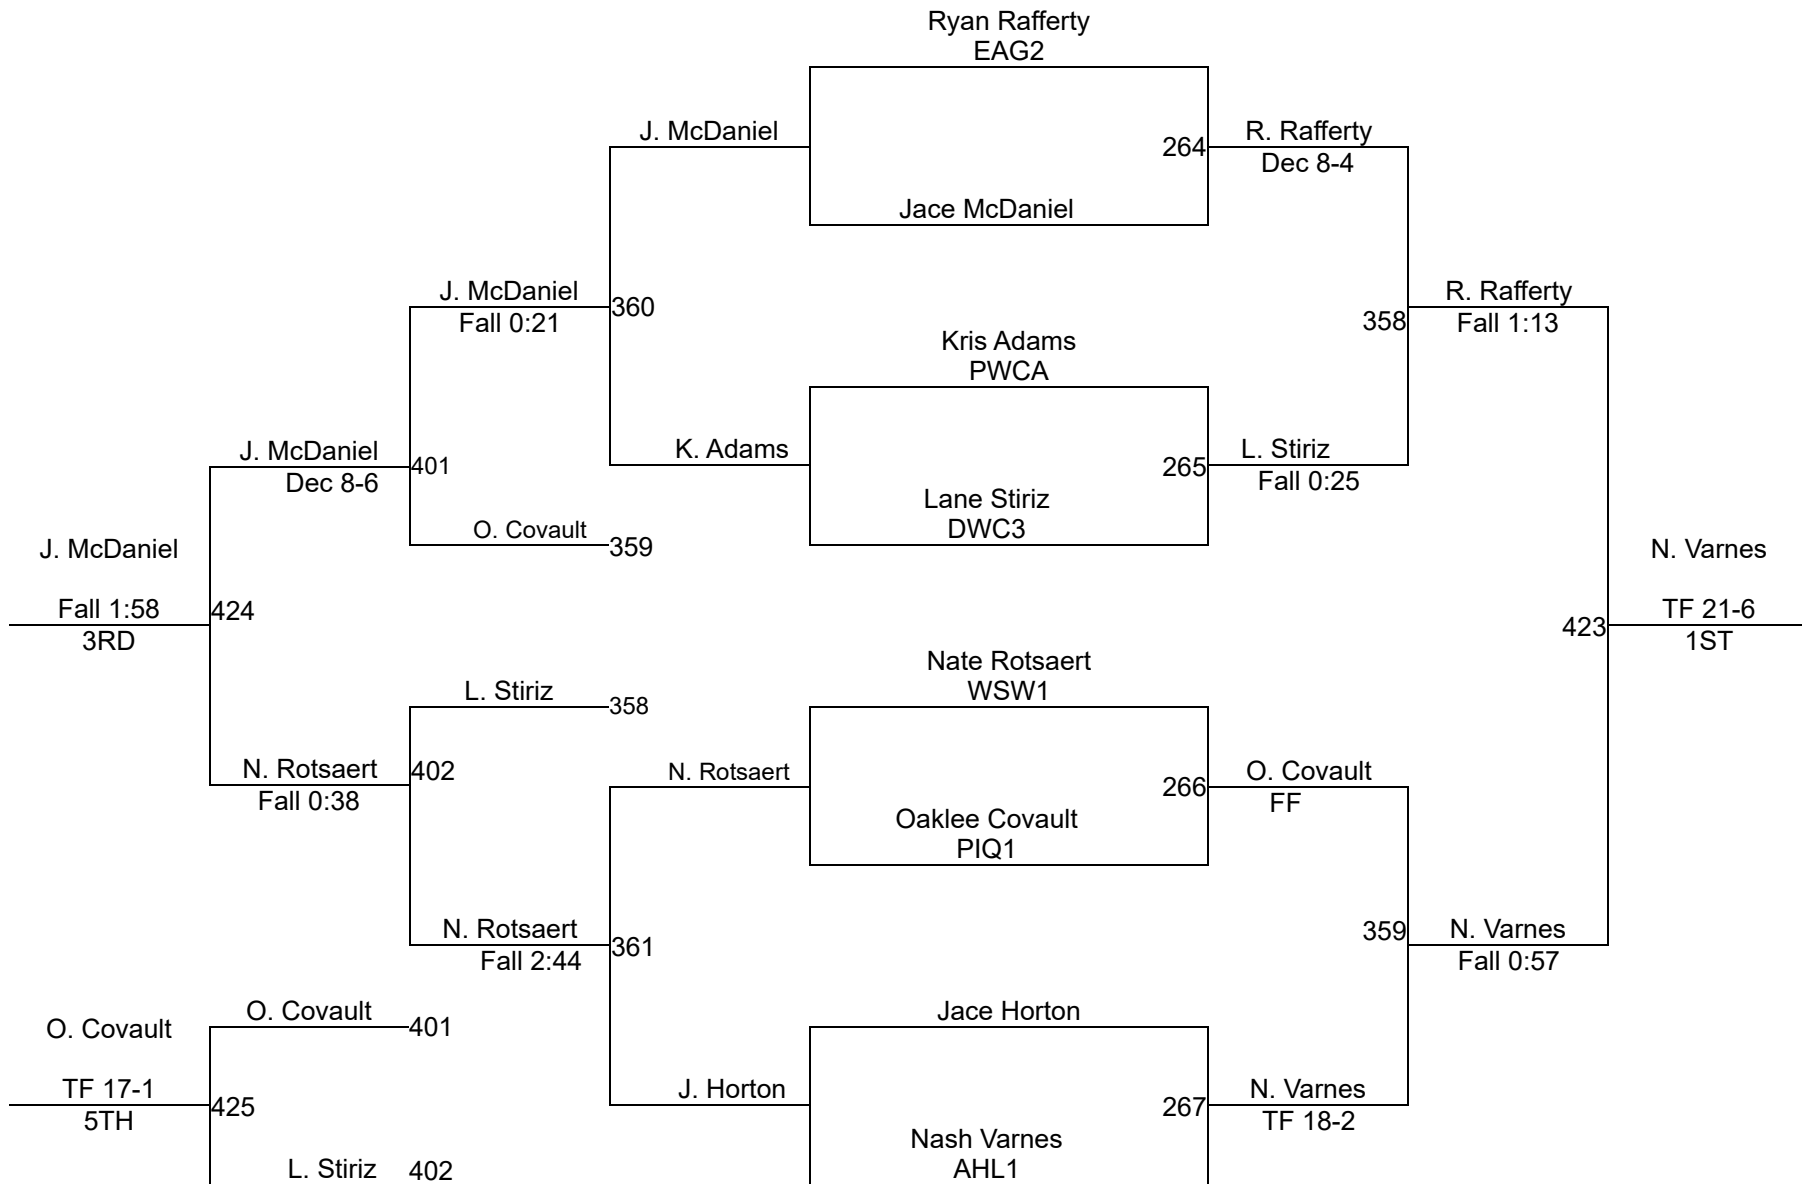 Ryan Rafferty
EAG2
J. McDaniel
264
R. Rafferty
Dec 8-4
Jace McDaniel
J. McDaniel
Fall 0:21
360
R. Rafferty
Fall 1:13
358
Kris Adams
PWCA
K. Adams
265
L. Stiriz
Fall 0:25
J. McDaniel
Dec 8-6
401
Lane Stiriz
DWC3
O. Covault
359
J. McDaniel
Fall 1:58
3RD
424
N. Varnes
TF 21-6
1ST
423
Nate Rotsaert
WSW1
L. Stiriz
358
N. Rotsaert
Fall 0:38
402
N. Rotsaert
266
O. Covault
FF
Oaklee Covault
PIQ1
N. Rotsaert
Fall 2:44
361
359
N. Varnes
Fall 0:57
O. Covault
TF 17-1
5TH
O. Covault
401
425
L. Stiriz
402
Jace Horton
J. Horton
267
N. Varnes
TF 18-2
Nash Varnes
AHL1